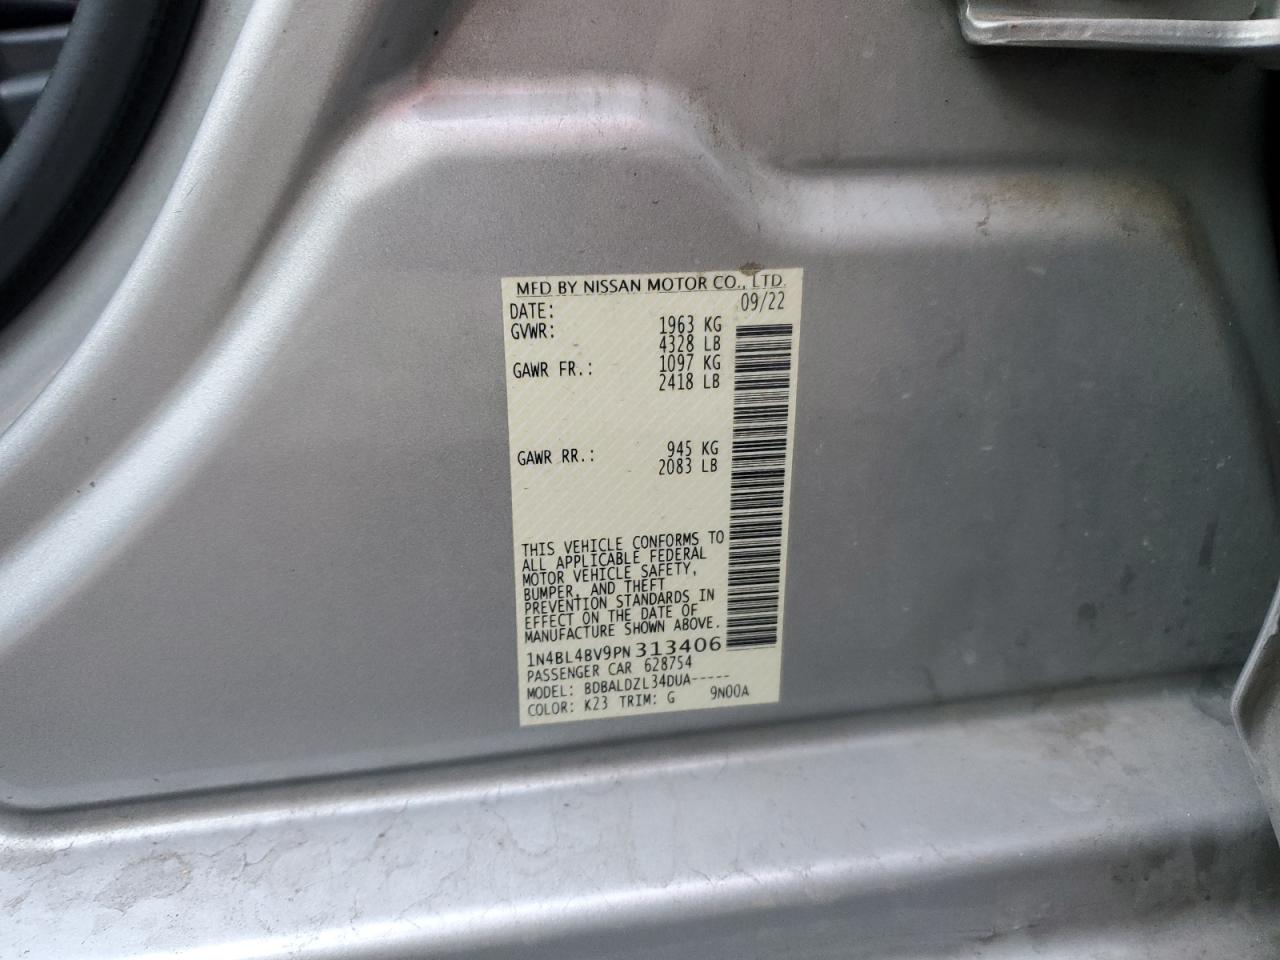 MFD BY NISSAN MOTOR CO., LTD.
DATE: 09/22
GVWR: 1963 KG
4328 LB
GAWR FR.: 1097 KG
2418 LB
GAWR RR.: 945 KG
2083 LB
THIS VEHICLE CONFORMS TO
ALL APPLICABLE FEDERAL
MOTOR VEHICLE SAFETY,
BUMPER, AND THEFT
PREVENTION STANDARDS IN
EFFECT ON THE DATE OF
MANUFACTURE SHOWN ABOVE.
1N4BL4BV9PN313406
PASSENGER CAR 628754
MODEL: BDBALDZL34DUA-----
COLOR: K23 TRIM: G 9N00A